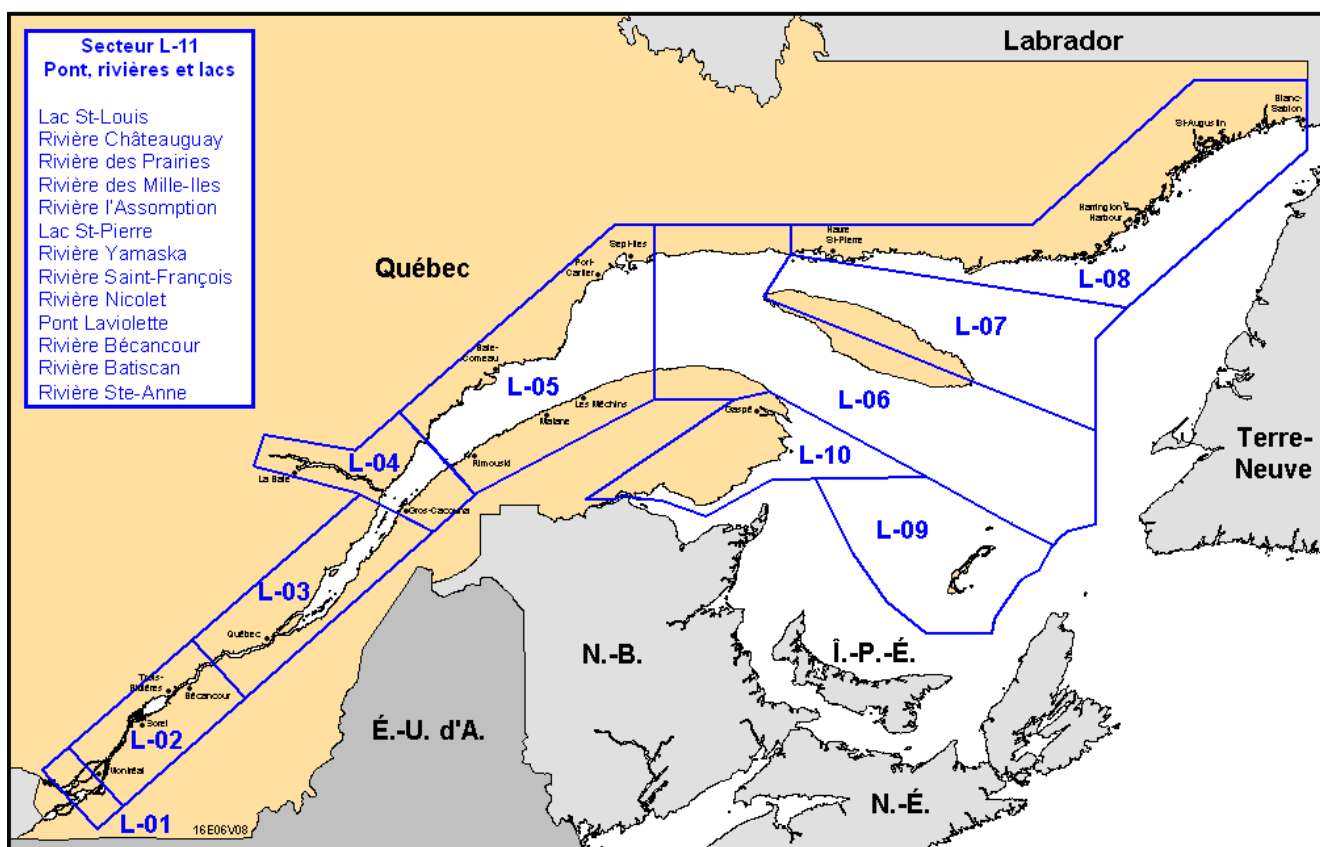 Secteur L-11
Pont, rivières et lacs
Lac St-Louis
Rivière Châteauguay
Rivière des Prairies
Rivière des Mille-Iles
Rivière l'Assomption
Lac St-Pierre
Rivière Yamaska
Rivière Saint-François
Rivière Nicolet
Pont Laviolette
Rivière Bécancour
Rivière Batiscan
Rivière Ste-Anne
Labrador
Blanc-
Sablon
St-Augustin
Harrington
Harbour
Havre
St-Pierre
Sept-Iles
Port-
Cartier
Québec
L-08
L-07
Baie-
Comeau
L-05
Les Méchins
Matane
L-06
Gaspé
Terre-
Neuve
L-04
La Baie
Rimouski
L-10
Gros-Cacouna
L-09
L-03
Québec
N.-B.
Î.-P.-É.
Trois-
Rivières
Bécancour
Sorel
L-02
É.-U. d'A.
Montréal
N.-É.
L-01
16E06V08